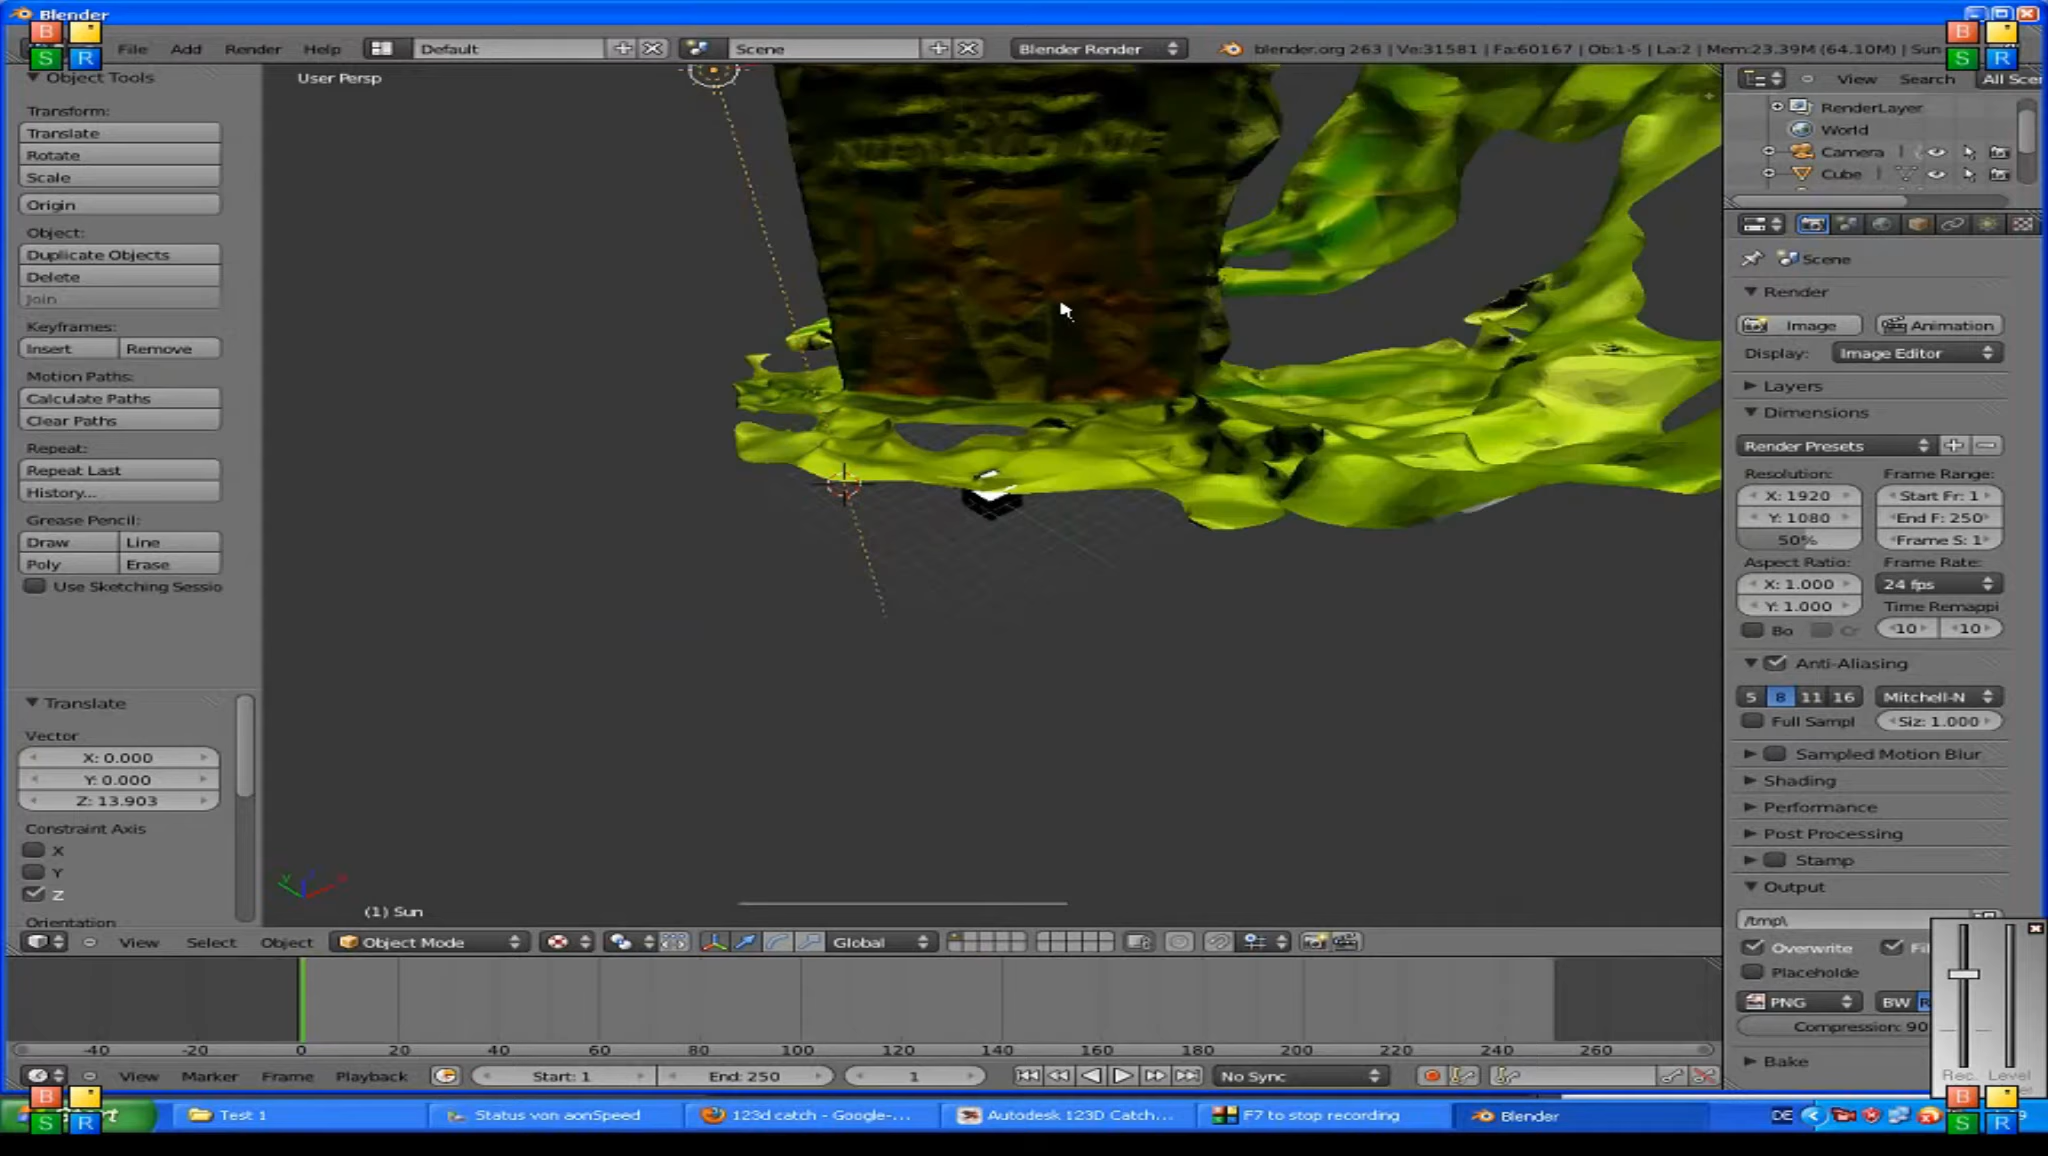 Blender
B
S R
File Add Render Help Default Scene Blender Render blender.org 263 | Ve:31581 | Fa:60167 | Ob:1-5 | La:2 | Mem:23.39M (64.10M) | Sun
B
S R
Object Tools
Transform:
Translate
Rotate
Scale
Origin
Object:
Duplicate Objects
Delete
Join
Keyframes:
Insert Remove
Motion Paths:
Calculate Paths
Clear Paths
Repeat:
Repeat Last
History...
Grease Pencil:
Draw Line
Poly Erase
Use Sketching Sessio
Translate
Vector
X: 0.000
Y: 0.000
Z: 13.903
Constraint Axis
X
Y
Z
Orientation
User Persp
(1) Sun
View Select Object Object Mode Global
View Search All Scer
RenderLayer
World
Camera
Cube
Scene
Render
Image Animation
Display: Image Editor
Layers
Dimensions
Render Presets
Resolution: Frame Range:
X: 1920 Start Fr: 1
Y: 1080 End F: 250
50% Frame S: 1
Aspect Ratio: Frame Rate:
X: 1.000 24 fps
Y: 1.000 Time Remappi
Bo Cr 10 10
Anti-Aliasing
5 8 11 16 Mitchell-N
Full Sampl Siz: 1.000
Sampled Motion Blur
Shading
Performance
Post Processing
Stamp
Output
/tmp\
Overwrite Fi
Placeholde
PNG BW R
Compression: 90
Bake
Rec. Level
-40 -20 0 20 40 60 80 100 120 140 160 180 200 220 240 260
View Marker Frame Playback Start: 1 End: 250 1 No Sync
B
S R
Test 1 Status von aonSpeed 123d catch - Google-... Autodesk 123D Catch... F7 to stop recording Blender DE
B
S R